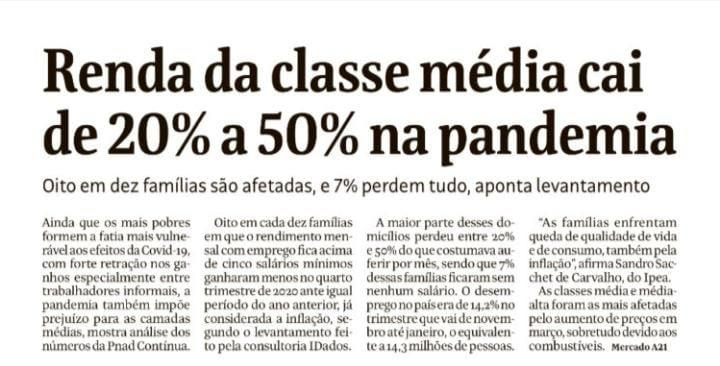 Renda da classe média cai
de 20% a 50% na pandemia
Oito em dez famílias são afetadas, e 7% perdem tudo, aponta levantamento
Ainda que os mais pobres
formem a fatia mais vulne-
rável aos efeitos da Covid-19,
com forte retração nos ga-
nhos especialmente entre
trabalhadores informais, a
pandemia também impõe
prejuízo para as camadas
médias, mostra análise dos
números da Pnad Contínua.
Oito em cada dez famílias
em que o rendimento men-
sal com emprego fica acima
de cinco salários mínimos
ganharam menos no quarto
trimestre de 2020 ante igual
período do ano anterior, já
considerada a inflação, se-
gundo o levantamento fei-
to pela consultoria IDados.
A maior parte desses do-
micílios perdeu entre 20%
e 50% do que costumava au-
ferir por mês, sendo que 7%
dessas famílias ficaram sem
nenhum salário. O desem-
prego no país era de 14,2% no
trimestre que vai de novem-
bro até janeiro, o equivalen-
te a 14,3 milhões de pessoas.
“As famílias enfrentam
queda de qualidade de vida
e de consumo, também pela
inflação”, afirma Sandro Sac-
chet de Carvalho, do Ipea.
As classes média e média-
alta foram as mais afetadas
pelo aumento de preços em
março, sobretudo devido aos
combustíveis. Mercado A21